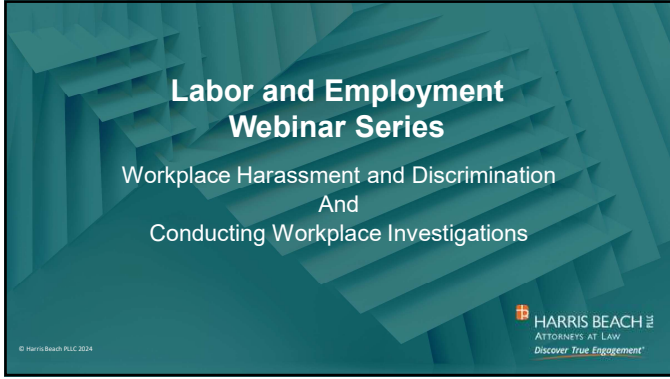 Labor and Employment
Webinar Series
Workplace Harassment and Discrimination
And
Conducting Workplace Investigations
© Harris Beach PLLC 2024
HARRIS BEACH PLLC
ATTORNEYS AT LAW
Discover True Engagement®